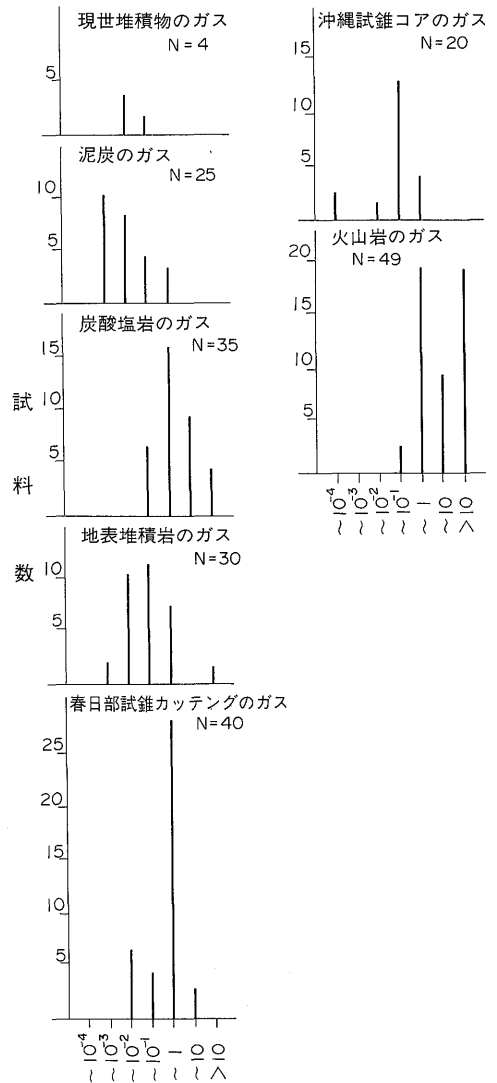 現世堆積物のガス
N=4
5
泥炭のガス
N=25
10
5
炭酸塩岩のガス
N=35
15
10
5
試料数
地表堆積岩のガス
N=30
10
5
春日部試錐カッテングのガス
N=40
25
20
15
10
5
~10⁻⁴
~10⁻³
~10⁻²
~10⁻¹
~1
~10
>10
沖縄試錐コアのガス
N=20
15
10
5
火山岩のガス
N=49
20
15
10
5
~10⁻⁴
~10⁻³
~10⁻²
~10⁻¹
~1
~10
>10